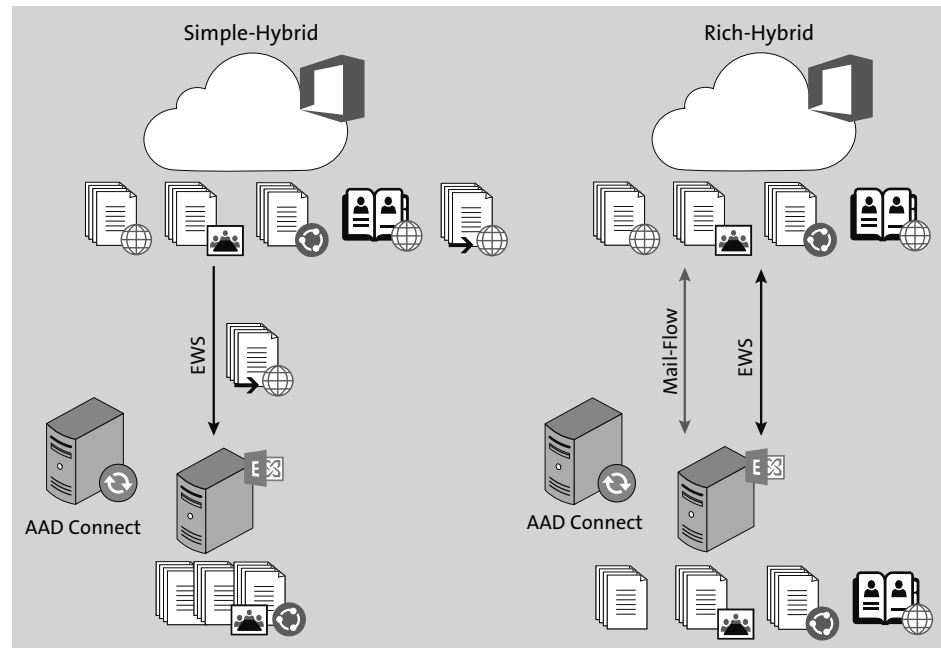 Simple-Hybrid
EWS
AAD Connect
E
Rich-Hybrid
Mail-Flow
EWS
AAD Connect
E